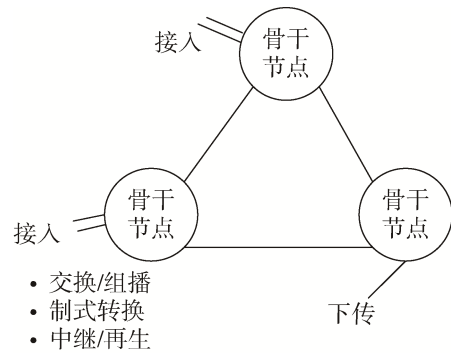 接入
骨干
节点
骨干
节点
骨干
节点
接入
• 交换/组播
• 制式转换
• 中继/再生
下传